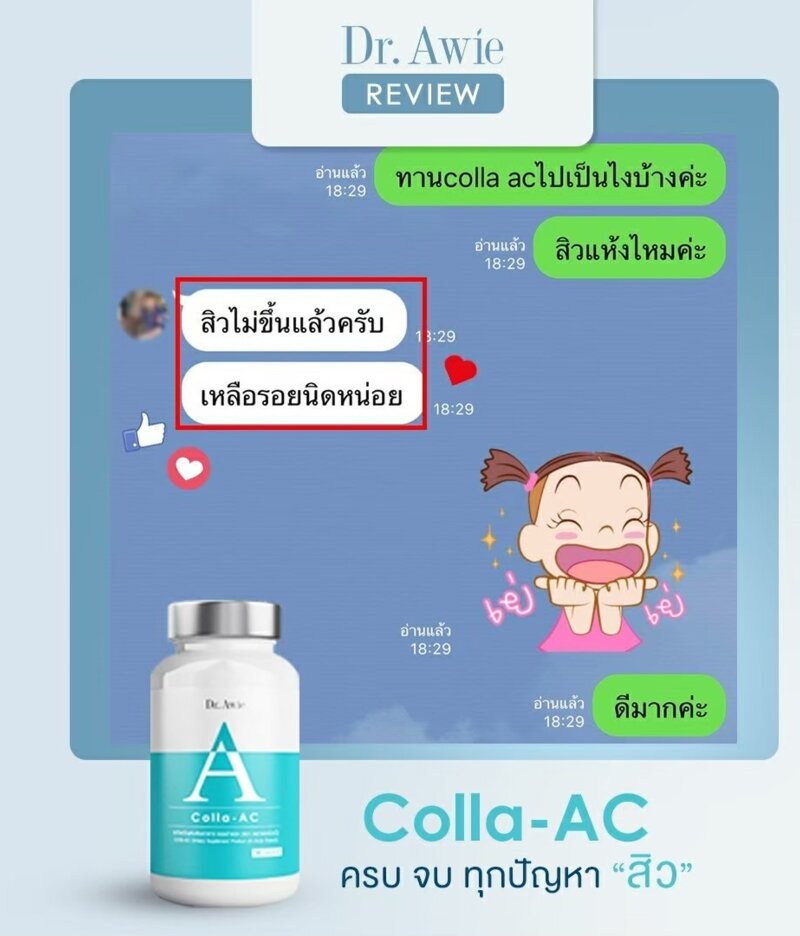 Dr. Awie
REVIEW
อ่านแล้ว
18:29
ทานcolla acไปเป็นไงบ้างค่ะ
อ่านแล้ว
18:29
สิวแห้งไหมค่ะ
สิวไม่ขึ้นแล้วครับ
18:29
เหลือรอยนิดหน่อย
18:29
เย่
เย่
อ่านแล้ว
18:29
อ่านแล้ว
18:29
ดีมากค่ะ
Dr. Awie
A
Colla-AC
Colla-AC
ครบ จบ ทุกปัญหา “สิว”